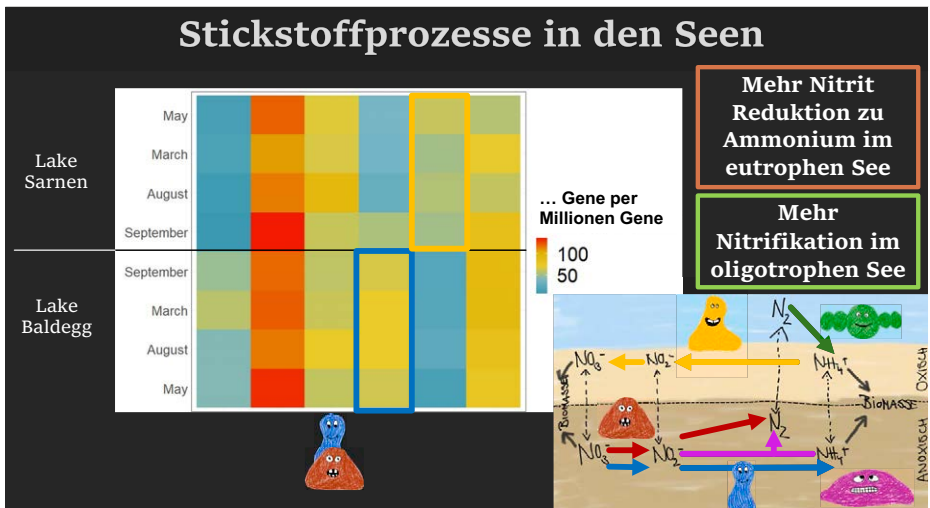 Stickstoffprozesse in den Seen
Lake
Sarnen
May
March
August
September
Lake
Baldegg
September
March
August
May
... Gene per
Millionen Gene
100
50
Mehr Nitrit
Reduktion zu
Ammonium im
eutrophen See
Mehr
Nitrifikation im
oligotrophen See
N₂
NO₃⁻
NO₂⁻
NH₄⁺
OXISCH
BIOMASSE
BIOMASSE
N₂
NO₃⁻
NO₂⁻
NH₄⁺
ANOXISCH